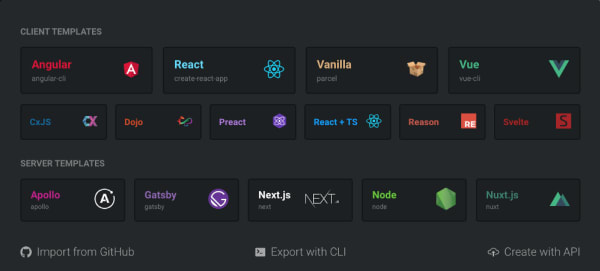 CLIENT TEMPLATES
Angular
angular-cli
React
create-react-app
Vanilla
parcel
Vue
vue-cli
CxJS
Dojo
Preact
React + TS
Reason
RE
Svelte
SERVER TEMPLATES
Apollo
apollo
Gatsby
gatsby
Next.js
next
NEXT.JS
Node
node
Nuxt.js
nuxt
Import from GitHub
Export with CLI
Create with API